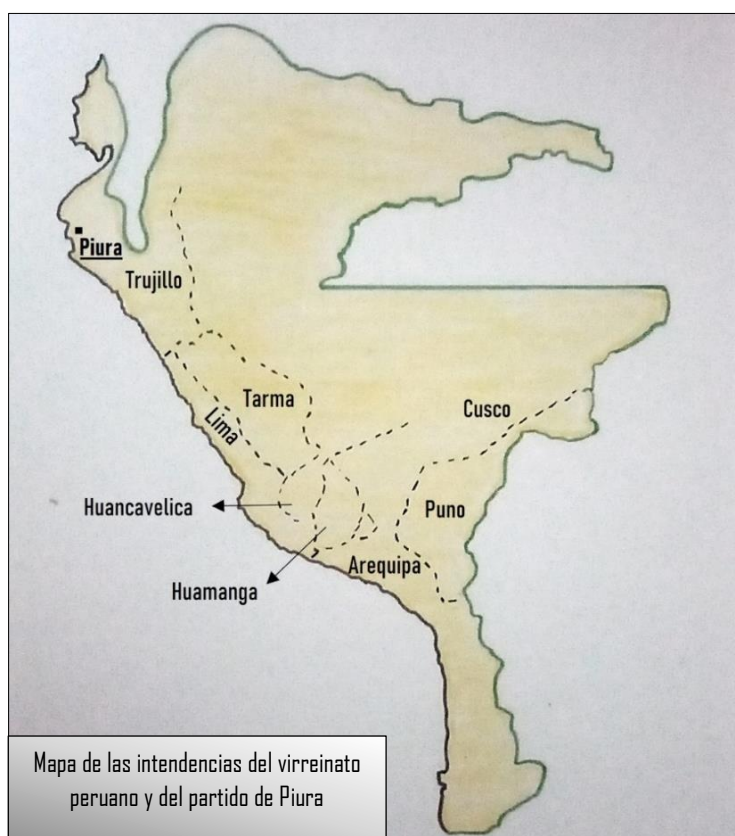 Piura
Trujillo
Tarma
Lima
Cusco
Huancavelica
Puno
Arequipa
Huamanga
Mapa de las intendencias del virreinato
peruano y del partido de Piura